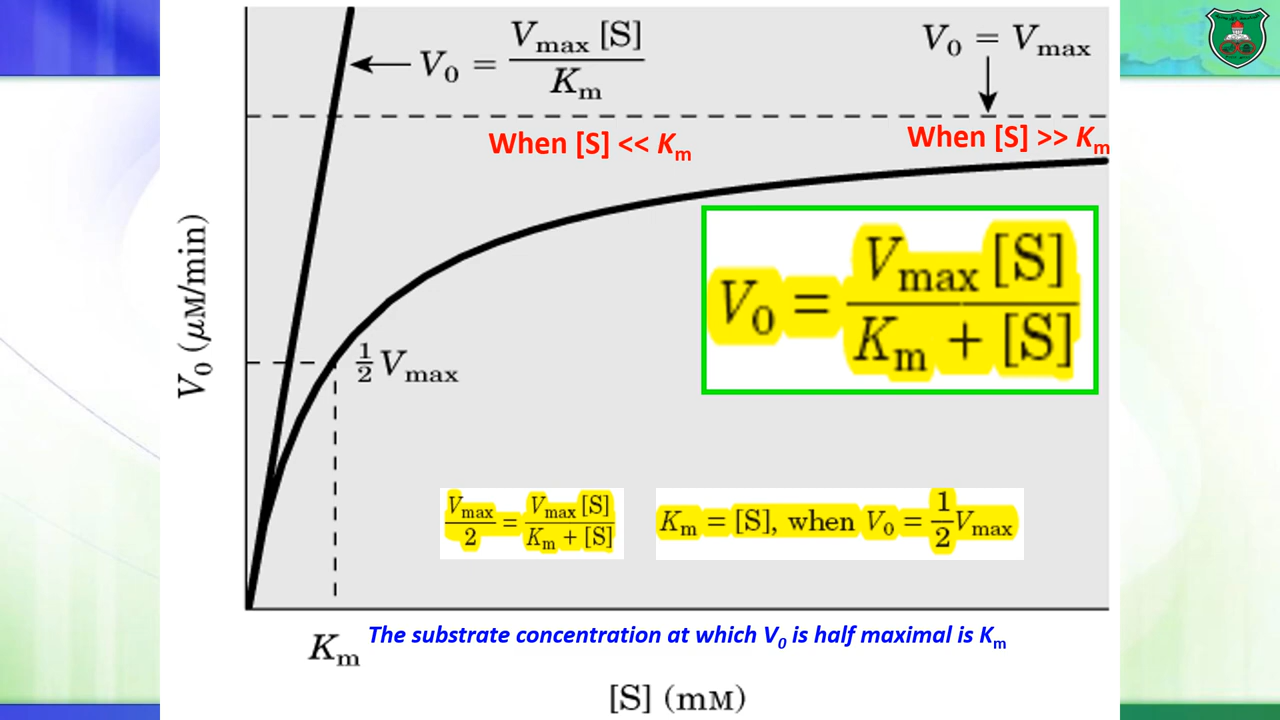 V₀ = Vmax [S] / Km
V₀ = Vmax
When [S] << Km
When [S] >> Km
V₀ = Vmax [S] / Km + [S]
V₀ (μM/min)
1/2 Vmax
Vmax / 2 = Vmax [S] / Km + [S]
Km = [S], when V₀ = 1/2 Vmax
Km
The substrate concentration at which V₀ is half maximal is Km
[S] (mM)